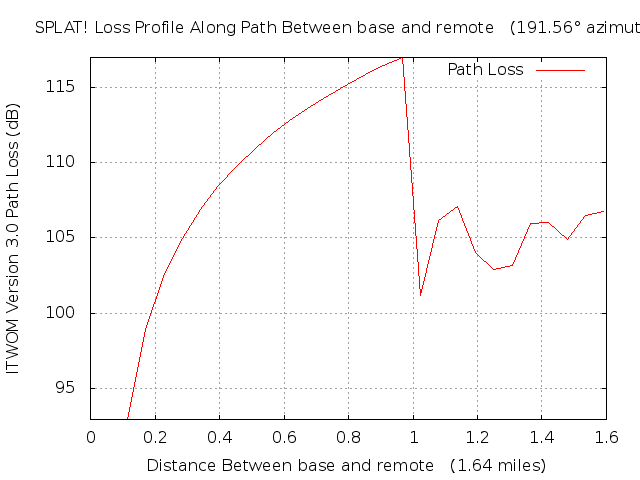 SPLAT! Loss Profile Along Path Between base and remote (191.56° azimut
Path Loss
ITWOM Version 3.0 Path Loss (dB)
115
110
105
100
95
0 0.2 0.4 0.6 0.8 1 1.2 1.4 1.6
Distance Between base and remote (1.64 miles)